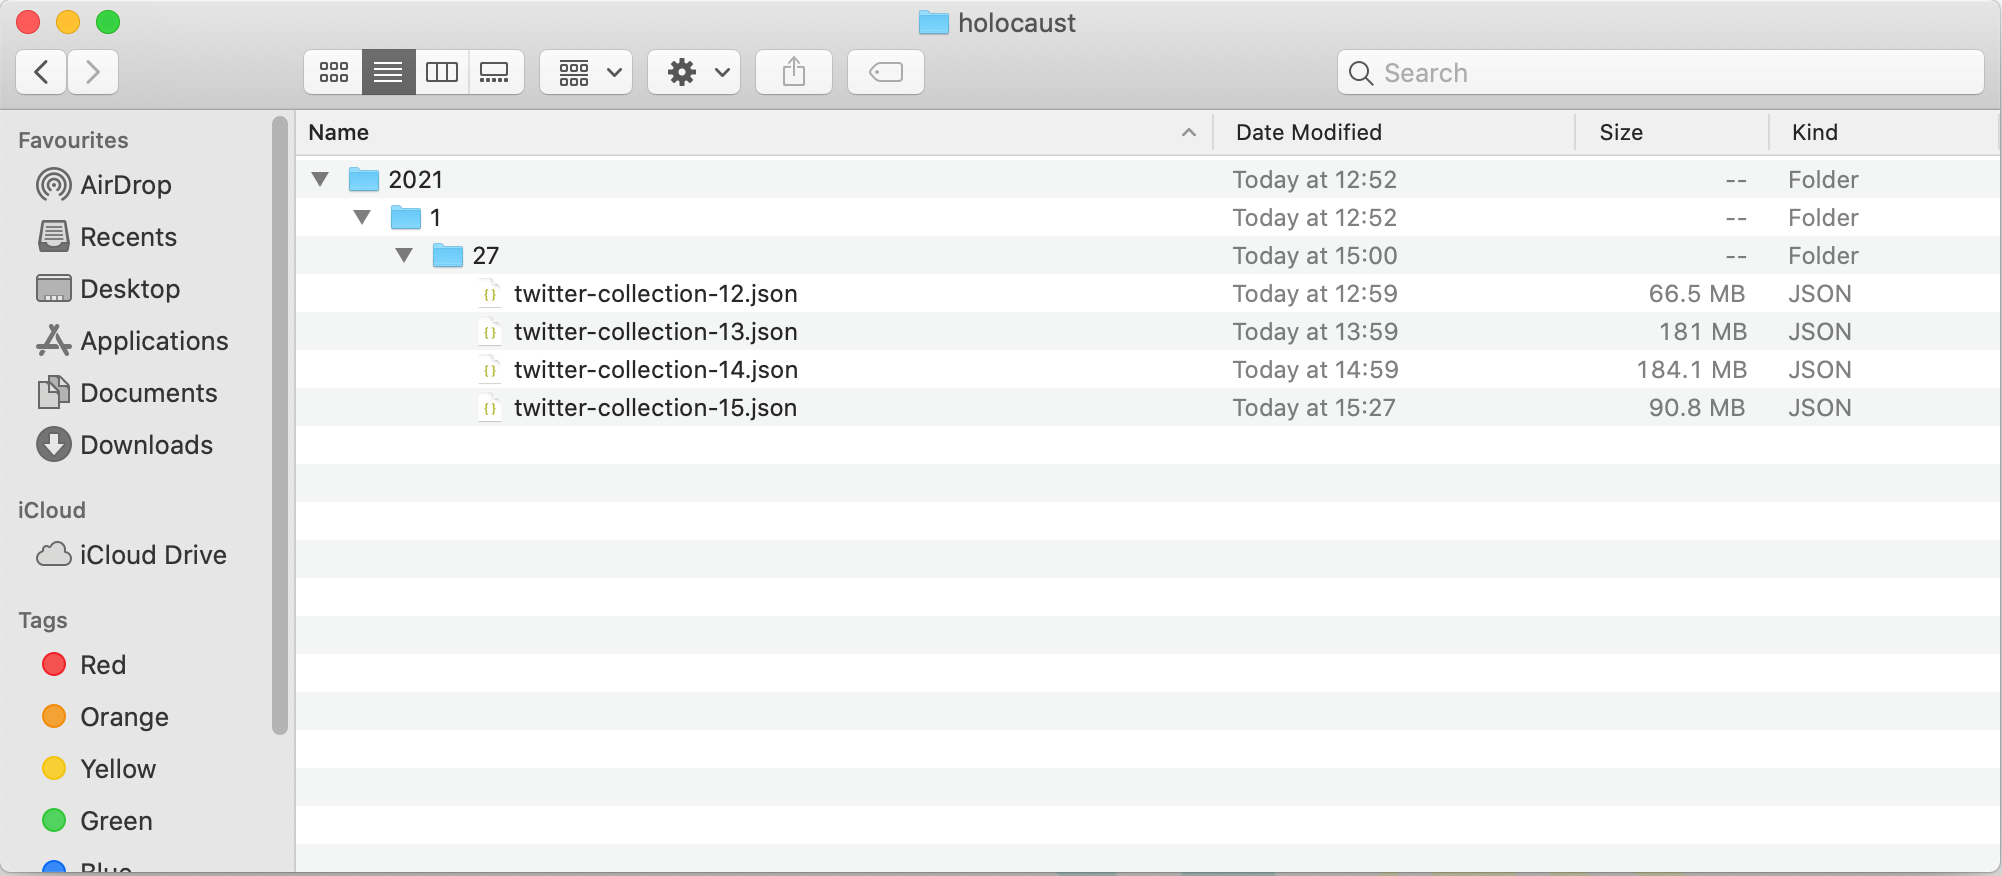 holocaust
Search
Favourites
AirDrop
Recents
Desktop
Applications
Documents
Downloads
iCloud
iCloud Drive
Tags
Red
Orange
Yellow
Green
Blue
Name Date Modified Size Kind
2021 Today at 12:52 -- Folder
1 Today at 12:52 -- Folder
27 Today at 15:00 -- Folder
twitter-collection-12.json Today at 12:59 66.5 MB JSON
twitter-collection-13.json Today at 13:59 181 MB JSON
twitter-collection-14.json Today at 14:59 184.1 MB JSON
twitter-collection-15.json Today at 15:27 90.8 MB JSON